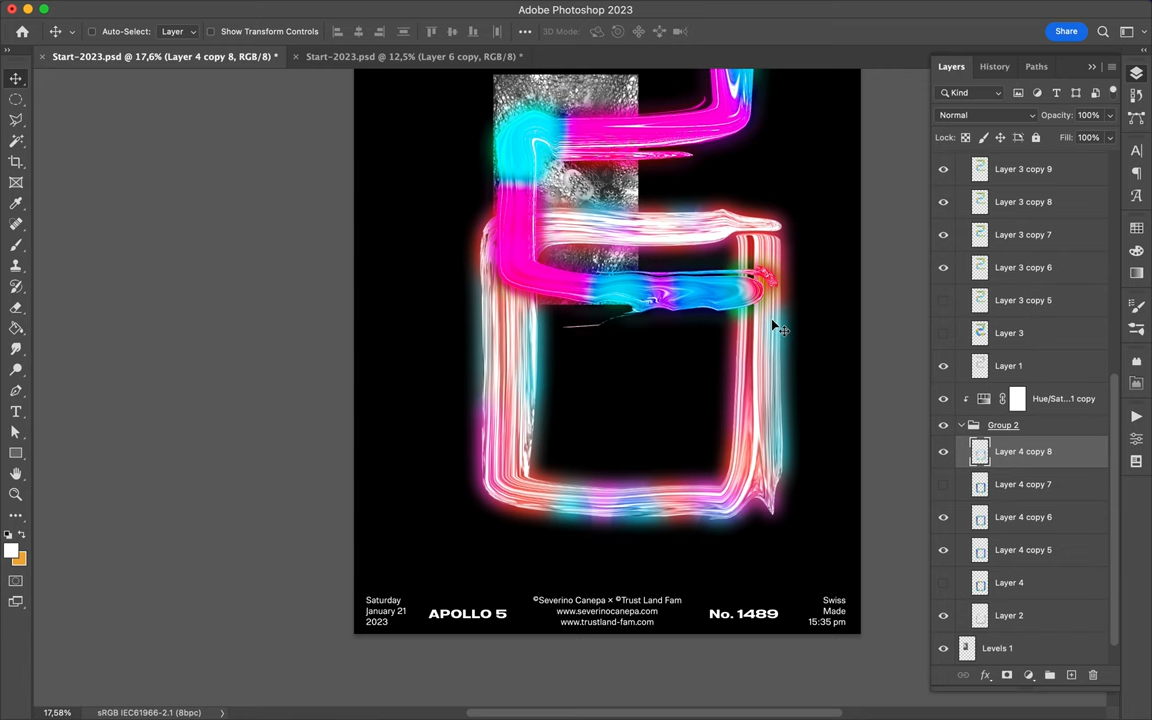 Adobe Photoshop 2023
Auto-Select:
Layer
Show Transform Controls
3D Mode:
Share
Start-2023.psd @ 17,6% (Layer 4 copy 8, RGB/8) *
Start-2023.psd @ 12,5% (Layer 6 copy, RGB/8) *
Layers
History
Paths
Kind
Normal
Opacity: 100%
Lock:
Fill: 100%
Layer 3 copy 9
Layer 3 copy 8
Layer 3 copy 7
Layer 3 copy 6
Layer 3 copy 5
Layer 3
Layer 1
Hue/Sat...1 copy
Group 2
Layer 4 copy 8
Layer 4 copy 7
Layer 4 copy 6
Layer 4 copy 5
Layer 4
Layer 2
Levels 1
Saturday
January 21
2023
APOLLO 5
©Severino Canepa × ©Trust Land Fam
www.severinocanepa.com
www.trustland-fam.com
No. 1489
Swiss
Made
15:35 pm
17,58%
sRGB IEC61966-2.1 (8bpc)